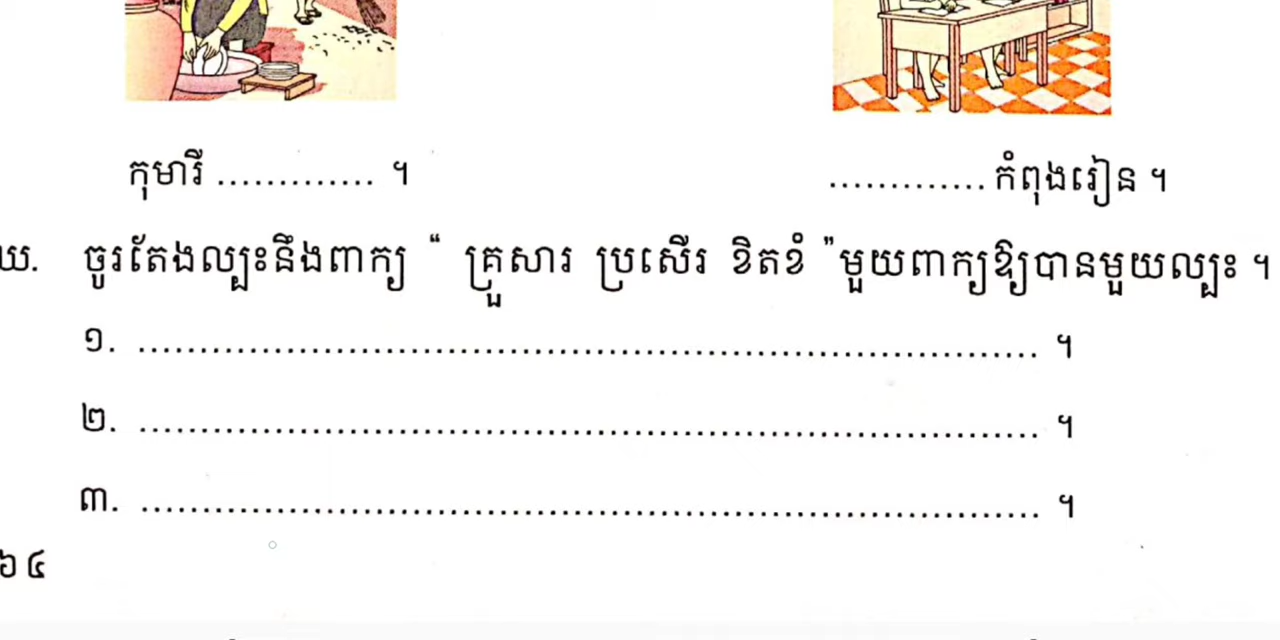 កុមារី ............. ។
............. កំពុងរៀន ។
ឃ. ចូរតែងល្បះនឹងពាក្យ “ គ្រួសារ ប្រសើរ ខិតខំ ”មួយពាក្យឱ្យបានមួយល្បះ ។
១. ........................................................................... ។
២. ........................................................................... ។
៣. ........................................................................... ។
៦៤